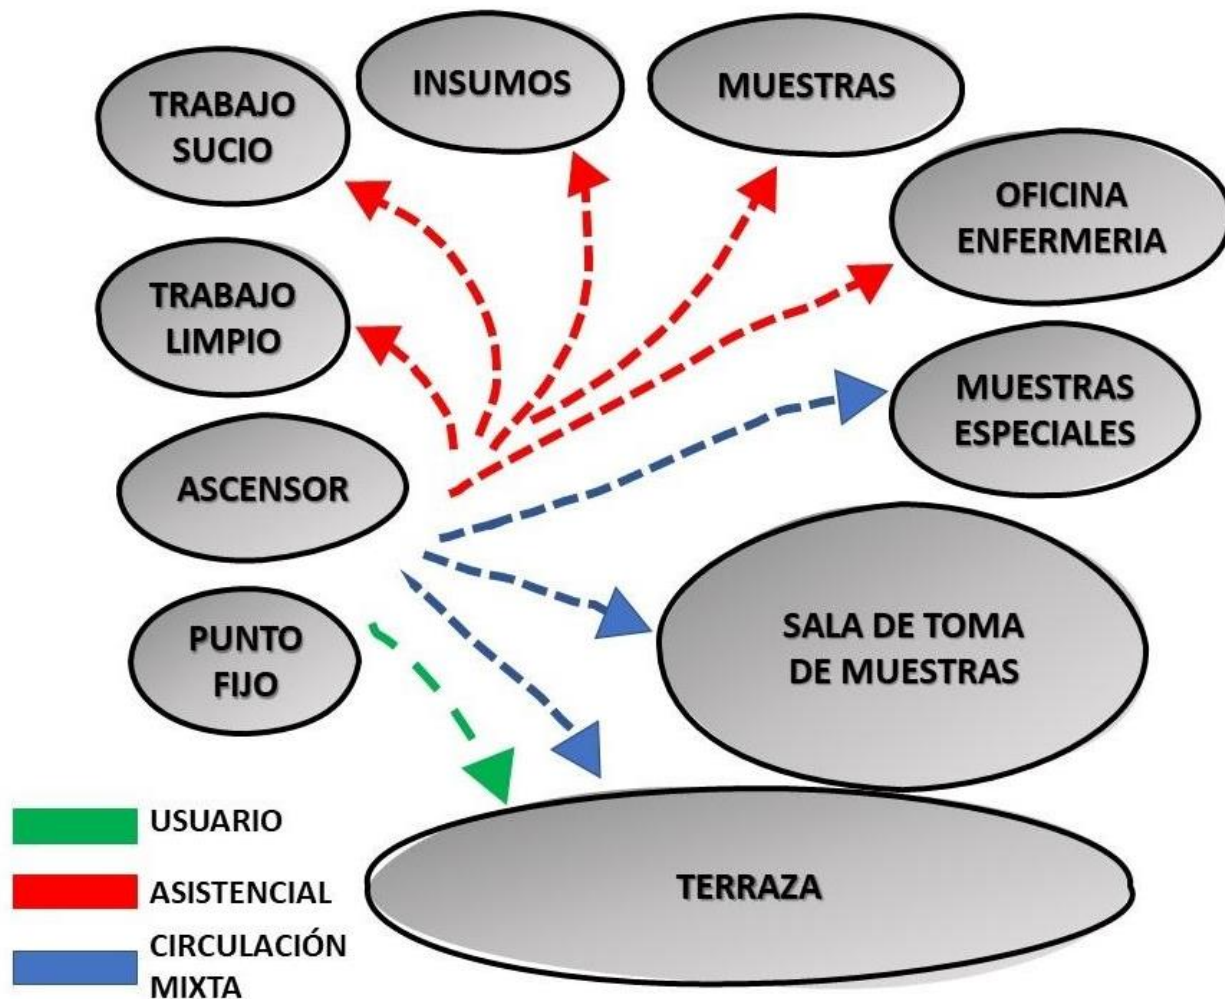 INSUMOS
MUESTRAS
TRABAJO
SUCIO
OFICINA
ENFERMERIA
TRABAJO
LIMPIO
MUESTRAS
ESPECIALES
ASCENSOR
SALA DE TOMA
DE MUESTRAS
PUNTO
FIJO
TERRAZA
USUARIO
ASISTENCIAL
CIRCULACIÓN
MIXTA